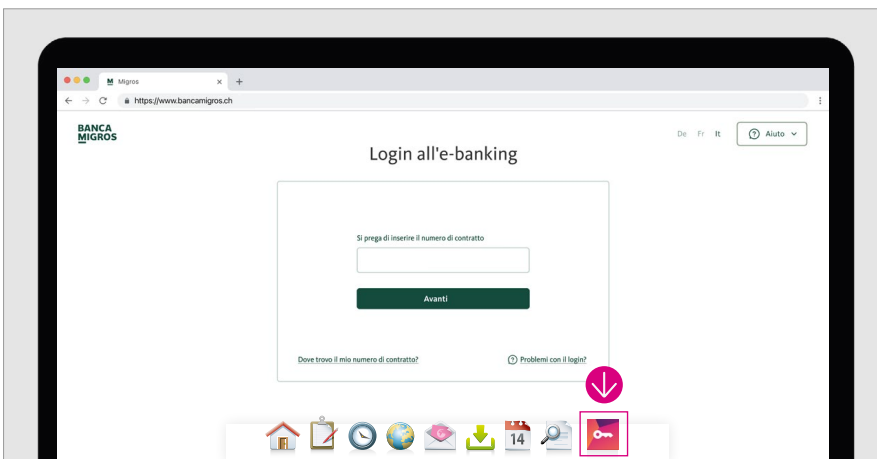 M Migros
https://www.bancamigros.ch
BANCA
MIGROS
De Fr It
Aiuto
Login all'e-banking
Si prega di inserire il numero di contratto
Avanti
Dove trovo il mio numero di contratto?
Problemi con il login?
14